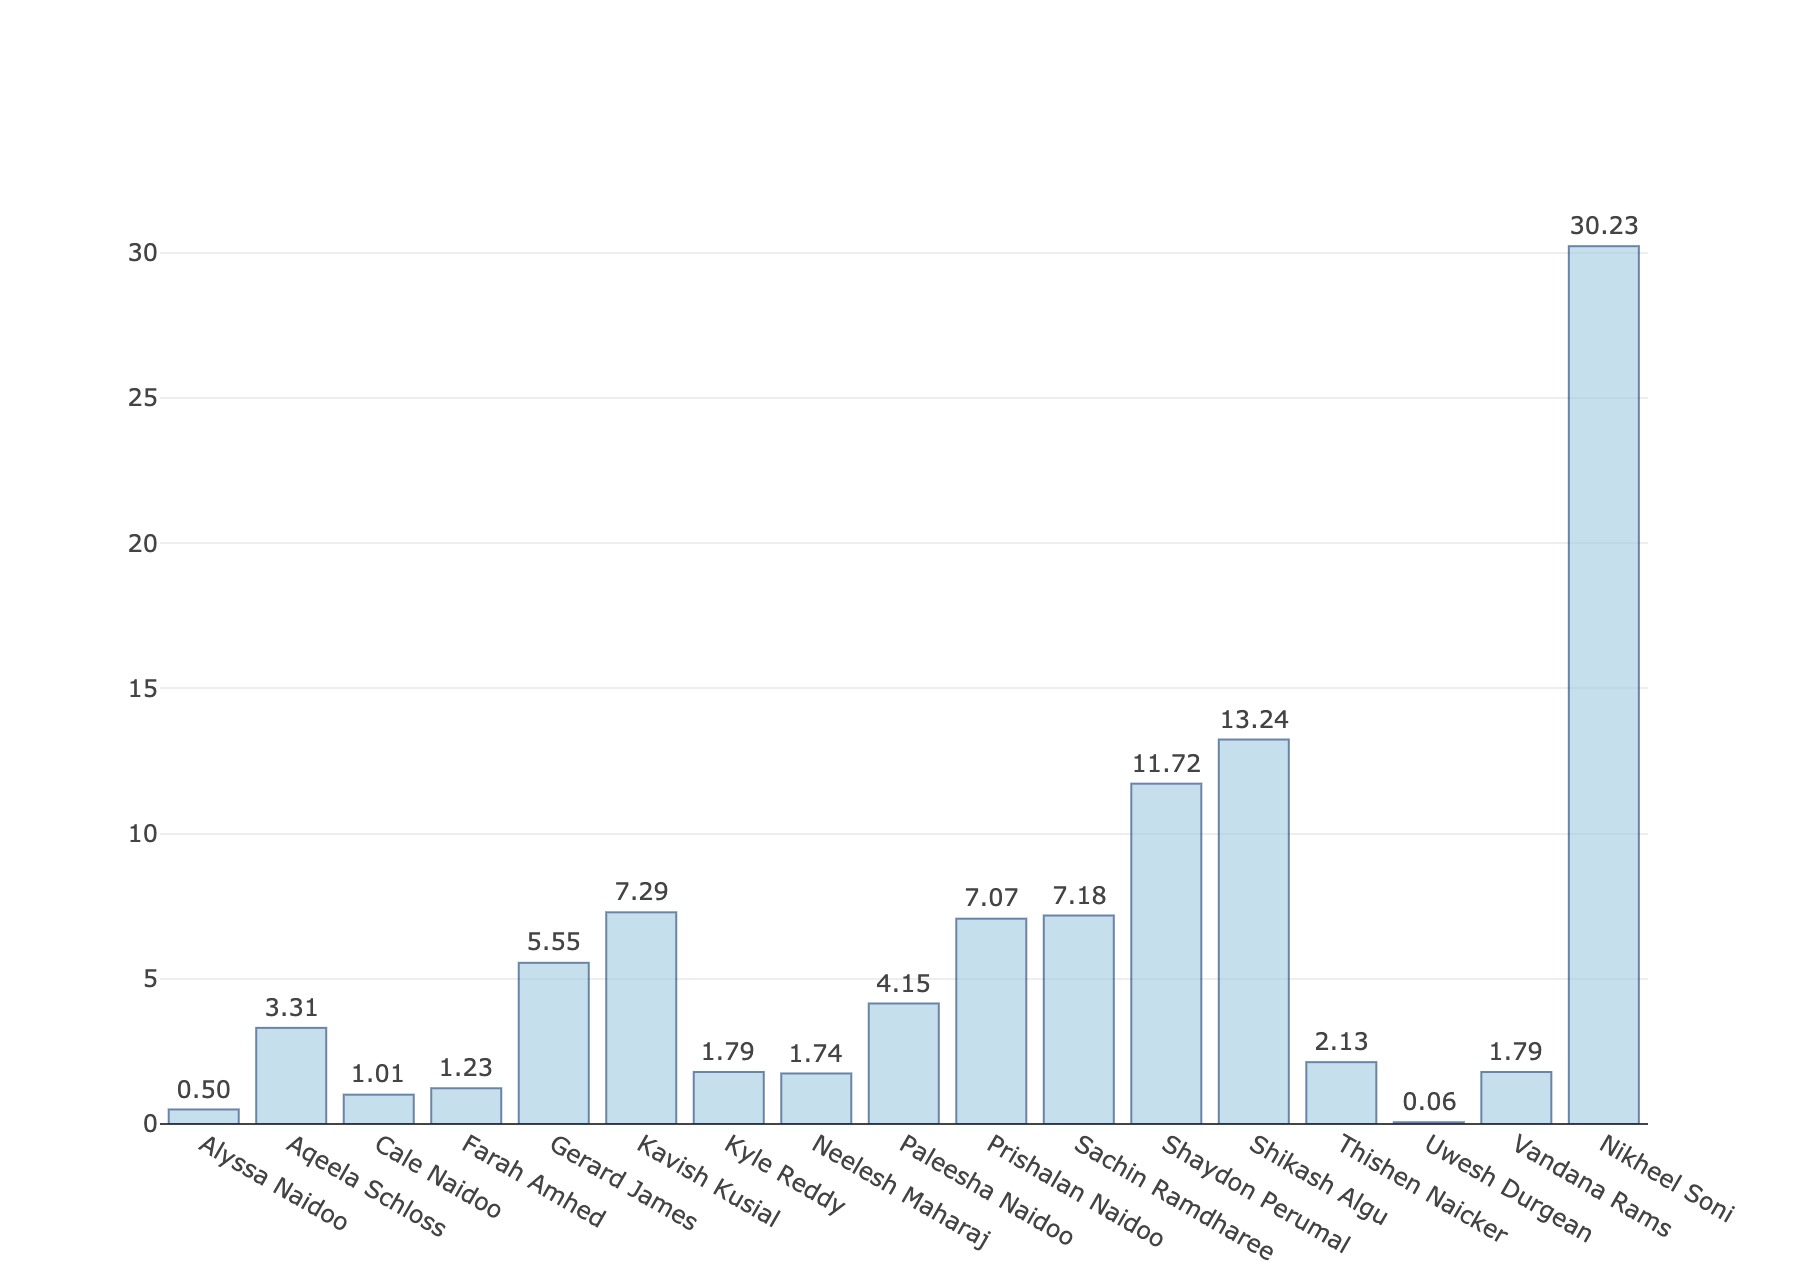 30.23
30
25
20
15
13.24
11.72
10
7.29
7.07
7.18
5.55
5
4.15
3.31
2.13
1.79
1.74
1.79
1.23
1.01
0.50
0.06
0
Alyssa Naidoo
Aqeela Schloss
Cale Naidoo
Farah Amhed
Gerard James
Kavish Kusial
Kyle Reddy
Neelesh Maharaj
Paleesha Naidoo
Prishalan Naidoo
Sachin Ramdharee
Shaydon Perumal
Shikash Algu
Thishen Naicker
Uwesh Durgean
Vandana Rams
Nikheel Soni